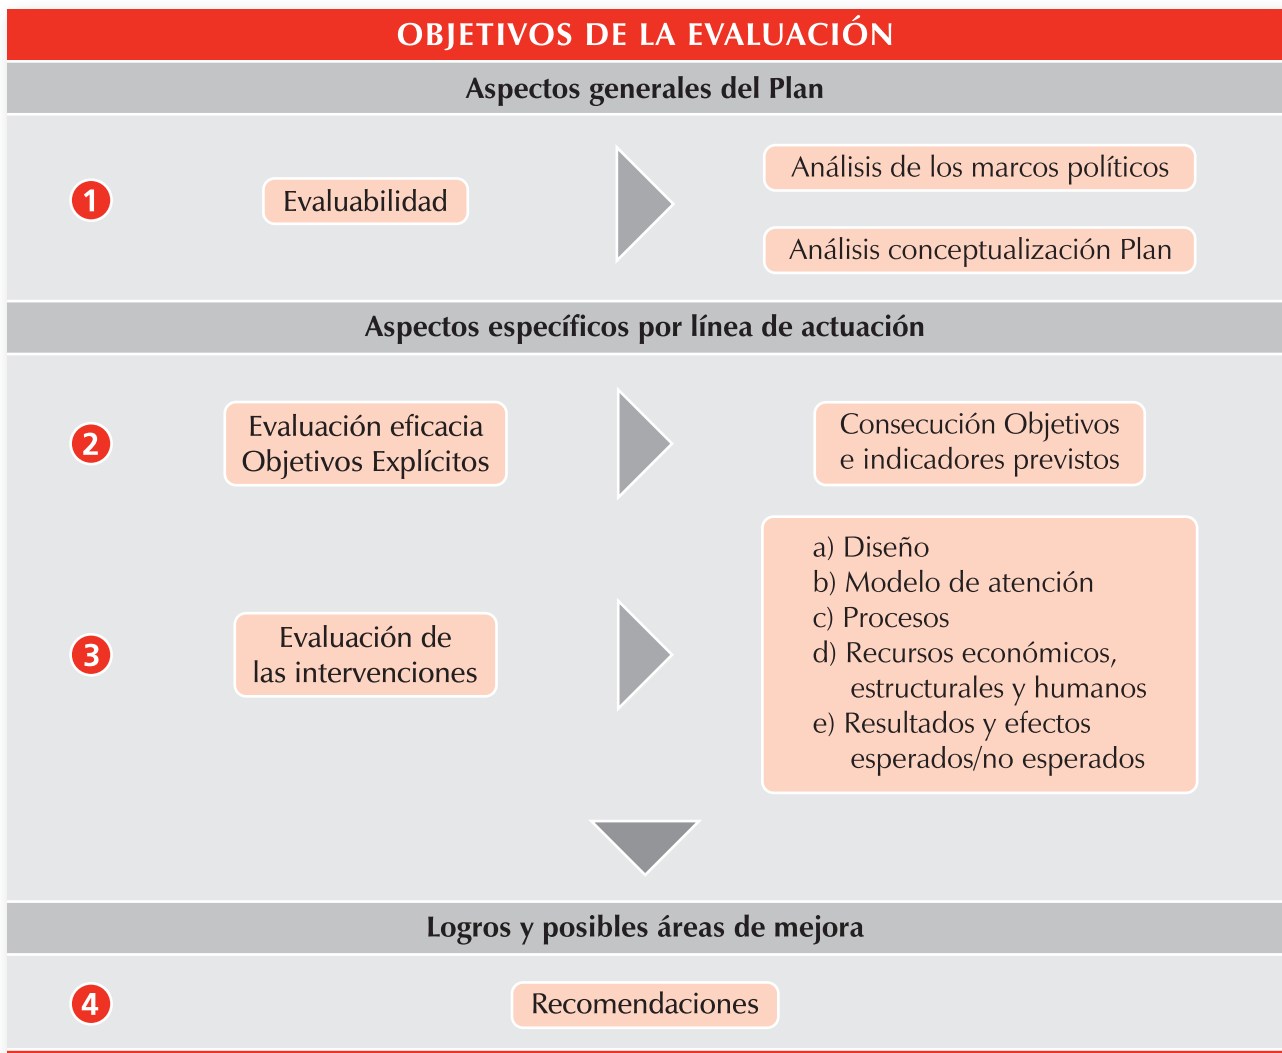 OBJETIVOS DE LA EVALUACIÓN
Aspectos generales del Plan
1
Evaluabilidad
Análisis de los marcos políticos
Análisis conceptualización Plan
Aspectos específicos por línea de actuación
2
Evaluación eficacia
Objetivos Explícitos
Consecución Objetivos
e indicadores previstos
3
Evaluación de
las intervenciones
a) Diseño
b) Modelo de atención
c) Procesos
d) Recursos económicos,
estructurales y humanos
e) Resultados y efectos
esperados/no esperados
Logros y posibles áreas de mejora
4
Recomendaciones